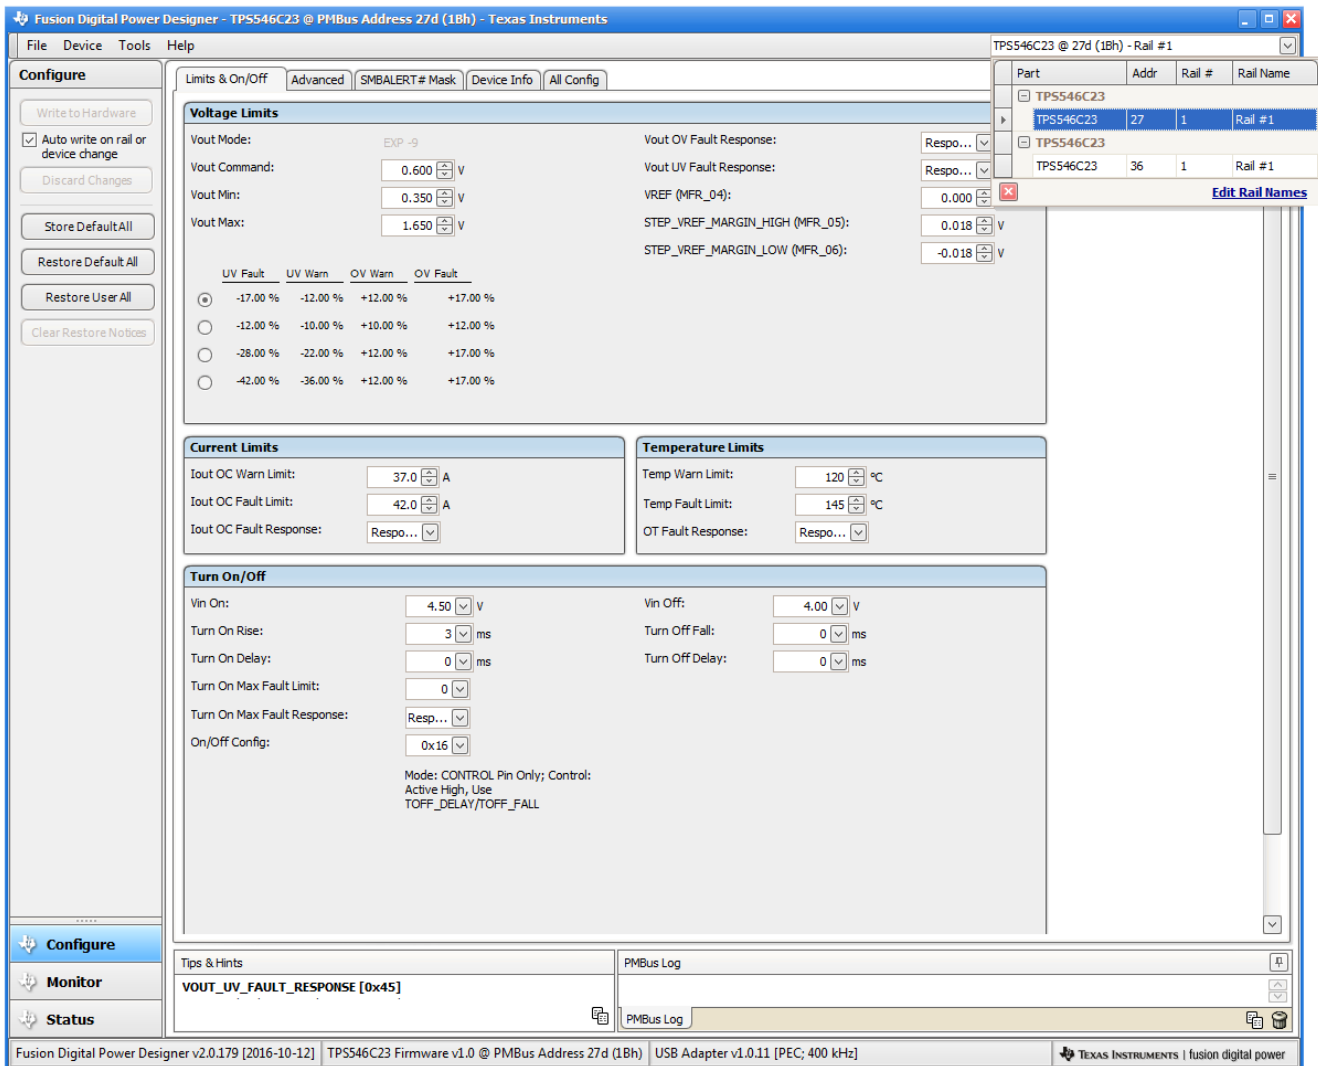 Fusion Digital Power Designer - TPS546C23 @ PMBus Address 27d (1Bh) - Texas Instruments
File Device Tools Help
TPS546C23 @ 27d (1Bh) - Rail #1
Part Addr Rail # Rail Name
TPS546C23
TPS546C23 27 1 Rail #1
TPS546C23
TPS546C23 36 1 Rail #1
Edit Rail Names
Configure
Write to Hardware
Auto write on rail or
device change
Discard Changes
Store Default All
Restore Default All
Restore User All
Clear Restore Notices
Limits & On/Off Advanced SMBALERT# Mask Device Info All Config
Voltage Limits
Vout Mode: EXP -9
Vout Command: 0.600 V
Vout Min: 0.350 V
Vout Max: 1.650 V
Vout OV Fault Response: Respo...
Vout UV Fault Response: Respo...
VREF (MFR_04): 0.000
STEP_VREF_MARGIN_HIGH (MFR_05): 0.018 V
STEP_VREF_MARGIN_LOW (MFR_06): -0.018 V
UV Fault UV Warn OV Warn OV Fault
-17.00 % -12.00 % +12.00 % +17.00 %
-12.00 % -10.00 % +10.00 % +12.00 %
-28.00 % -22.00 % +12.00 % +17.00 %
-42.00 % -36.00 % +12.00 % +17.00 %
Current Limits
Iout OC Warn Limit: 37.0 A
Iout OC Fault Limit: 42.0 A
Iout OC Fault Response: Respo...
Temperature Limits
Temp Warn Limit: 120 ºC
Temp Fault Limit: 145 ºC
OT Fault Response: Respo...
Turn On/Off
Vin On: 4.50 V
Turn On Rise: 3 ms
Turn On Delay: 0 ms
Turn On Max Fault Limit: 0
Turn On Max Fault Response: Resp...
On/Off Config: 0x16
Mode: CONTROL Pin Only; Control:
Active High, Use
TOFF_DELAY/TOFF_FALL
Vin Off: 4.00 V
Turn Off Fall: 0 ms
Turn Off Delay: 0 ms
Configure
Monitor
Status
Tips & Hints
VOUT_UV_FAULT_RESPONSE [0x45]
PMBus Log
PMBus Log
Fusion Digital Power Designer v2.0.179 [2016-10-12] TPS546C23 Firmware v1.0 @ PMBus Address 27d (1Bh) USB Adapter v1.0.11 [PEC; 400 kHz] TEXAS INSTRUMENTS | fusion digital power